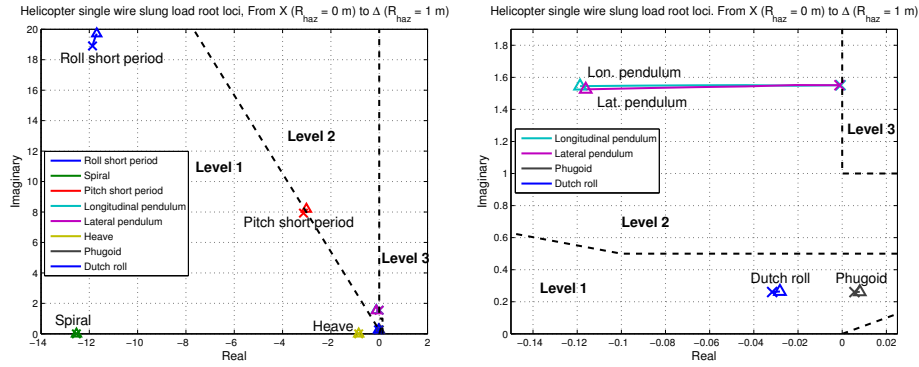 Helicopter single wire slung load root loci, From X (R_haz = 0 m) to Δ (R_haz = 1 m)
20
18
16
14
12
10
8
6
4
2
0
Imaginary
Roll short period
Level 2
Level 1
Roll short period
Spiral
Pitch short period
Longitudinal pendulum
Lateral pendulum
Heave
Phugoid
Dutch roll
Pitch short period
Level 3
Spiral
Heave
−14 −12 −10 −8 −6 −4 −2 0 2
Real
Helicopter single wire slung load root loci. From X (R_haz = 0 m) to Δ (R_haz = 1 m)
1.8
1.6
1.4
1.2
1
0.8
0.6
0.4
0.2
0
Imaginary
Lon. pendulum
Lat. pendulum
Level 3
Longitudinal pendulum
Lateral pendulum
Phugoid
Dutch roll
Level 2
Level 1
Dutch roll
Phugoid
−0.14 −0.12 −0.10 −0.08 −0.06 −0.04 −0.02 0 0.02
Real